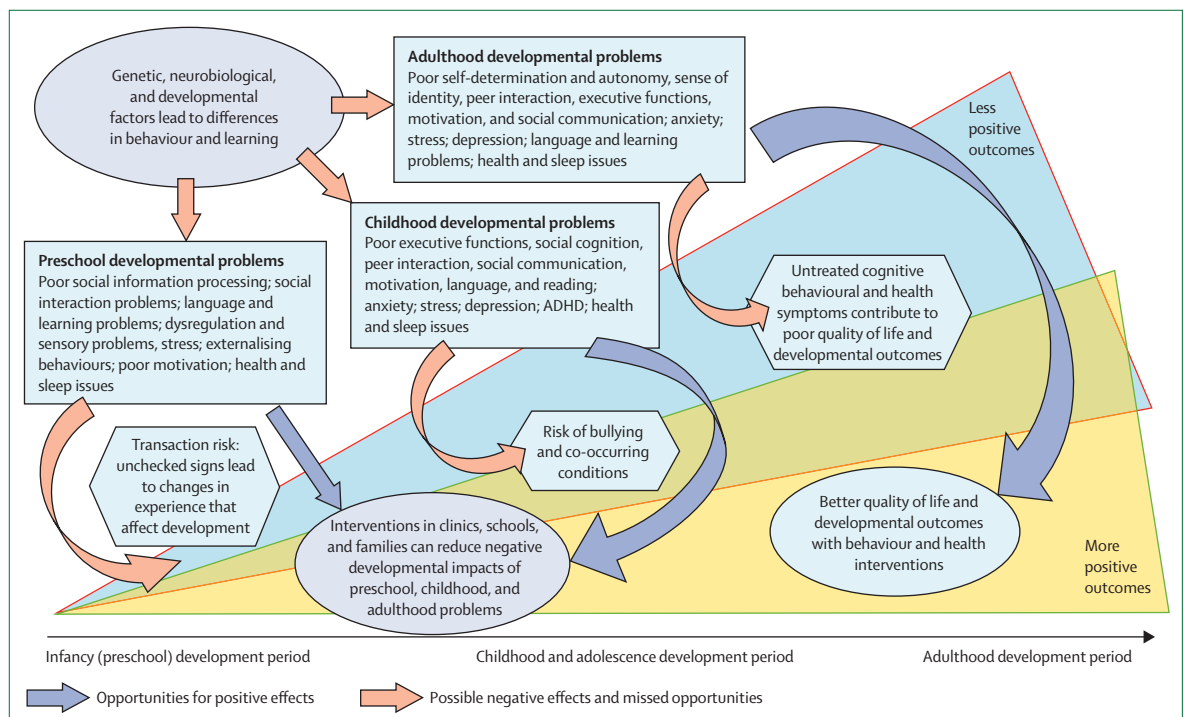 Genetic, neurobiological,
and developmental
factors lead to differences
in behaviour and learning
Adulthood developmental problems
Poor self-determination and autonomy, sense of
identity, peer interaction, executive functions,
motivation, and social communication; anxiety;
stress; depression; language and learning
problems; health and sleep issues
Less
positive
outcomes
Childhood developmental problems
Poor executive functions, social cognition,
peer interaction, social communication,
motivation, language, and reading;
anxiety; stress; depression; ADHD; health
and sleep issues
Preschool developmental problems
Poor social information processing; social
interaction problems; language and
learning problems; dysregulation and
sensory problems, stress; externalising
behaviours; poor motivation; health and
sleep issues
Untreated cognitive
behavioural and health
symptoms contribute to
poor quality of life and
developmental outcomes
Transaction risk:
unchecked signs lead
to changes in
experience that
affect development
Risk of bullying
and co-occurring
conditions
Interventions in clinics, schools,
and families can reduce negative
developmental impacts of
preschool, childhood, and
adulthood problems
Better quality of life and
developmental outcomes
with behaviour and health
interventions
More
positive
outcomes
Infancy (preschool) development period
Childhood and adolescence development period
Adulthood development period
Opportunities for positive effects
Possible negative effects and missed opportunities